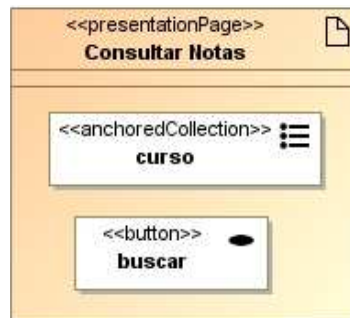 <<presentationPage>>
Consultar Notas
<<anchoredCollection>>
curso
<<button>>
buscar